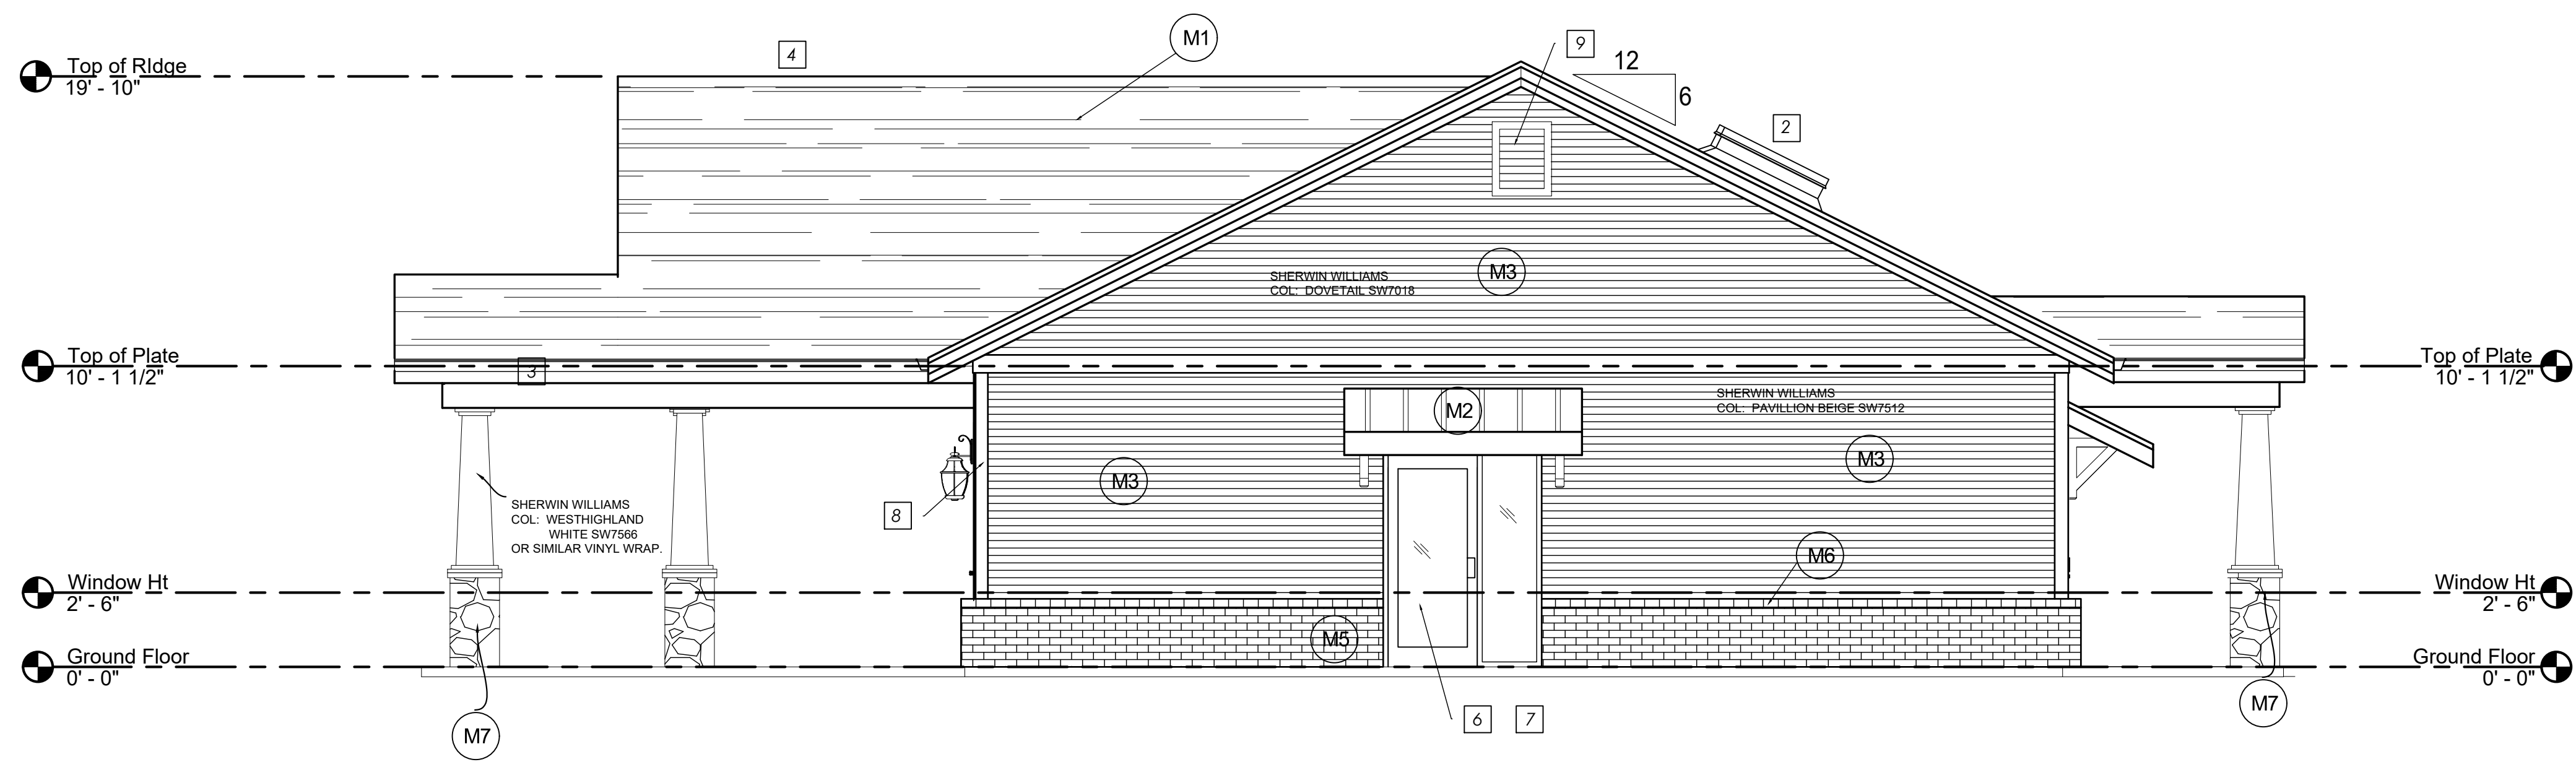 M1
4
9
Top of RIdge
19' - 10"
12
6
2
M3
SHERWIN WILLIAMS
COL: DOVETAIL SW7018
Top of Plate
10' - 1 1/2"
3
Top of Plate
10' - 1 1/2"
M2
SHERWIN WILLIAMS
COL: PAVILLION BEIGE SW7512
M3
M3
SHERWIN WILLIAMS
COL: WESTHIGHLAND
WHITE SW7566
OR SIMILAR VINYL WRAP.
8
M6
Window Ht
2' - 6"
Window Ht
2' - 6"
M5
Ground Floor
0' - 0"
Ground Floor
0' - 0"
M7
6
7
M7